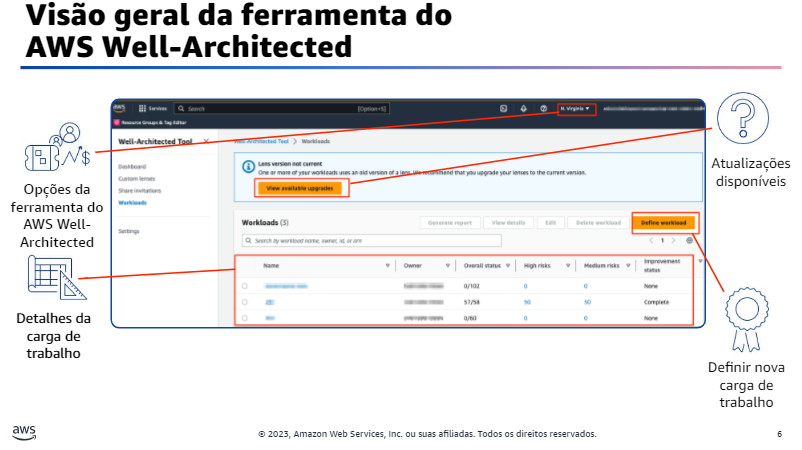 Visão geral da ferramenta do
AWS Well-Architected
aws
Services
Search
[Option+S]
N. Virginia
Resource Groups & Tag Editor
Well-Architected Tool
Dashboard
Custom lenses
Share invitations
Workloads
Settings
Well-Architected Tool > Workloads
Lens version not current
One or more of your workloads uses an old version of a lens. We recommend that you upgrade your lenses to the current version.
View available upgrades
Workloads (3)
Generate report
View details
Edit
Delete workload
Define workload
Search by workload name, owner, id, or arn
1
Name Owner Overall status High risks Medium risks Improvement
status
0/102 0 0 None
57/58 50 50 Complete
0/60 0 0 None
Opções da
ferramenta do
AWS Well-
Architected
Detalhes da
carga de
trabalho
Atualizações
disponíveis
Definir nova
carga de
trabalho
aws
© 2023, Amazon Web Services, Inc. ou suas afiliadas. Todos os direitos reservados.
6